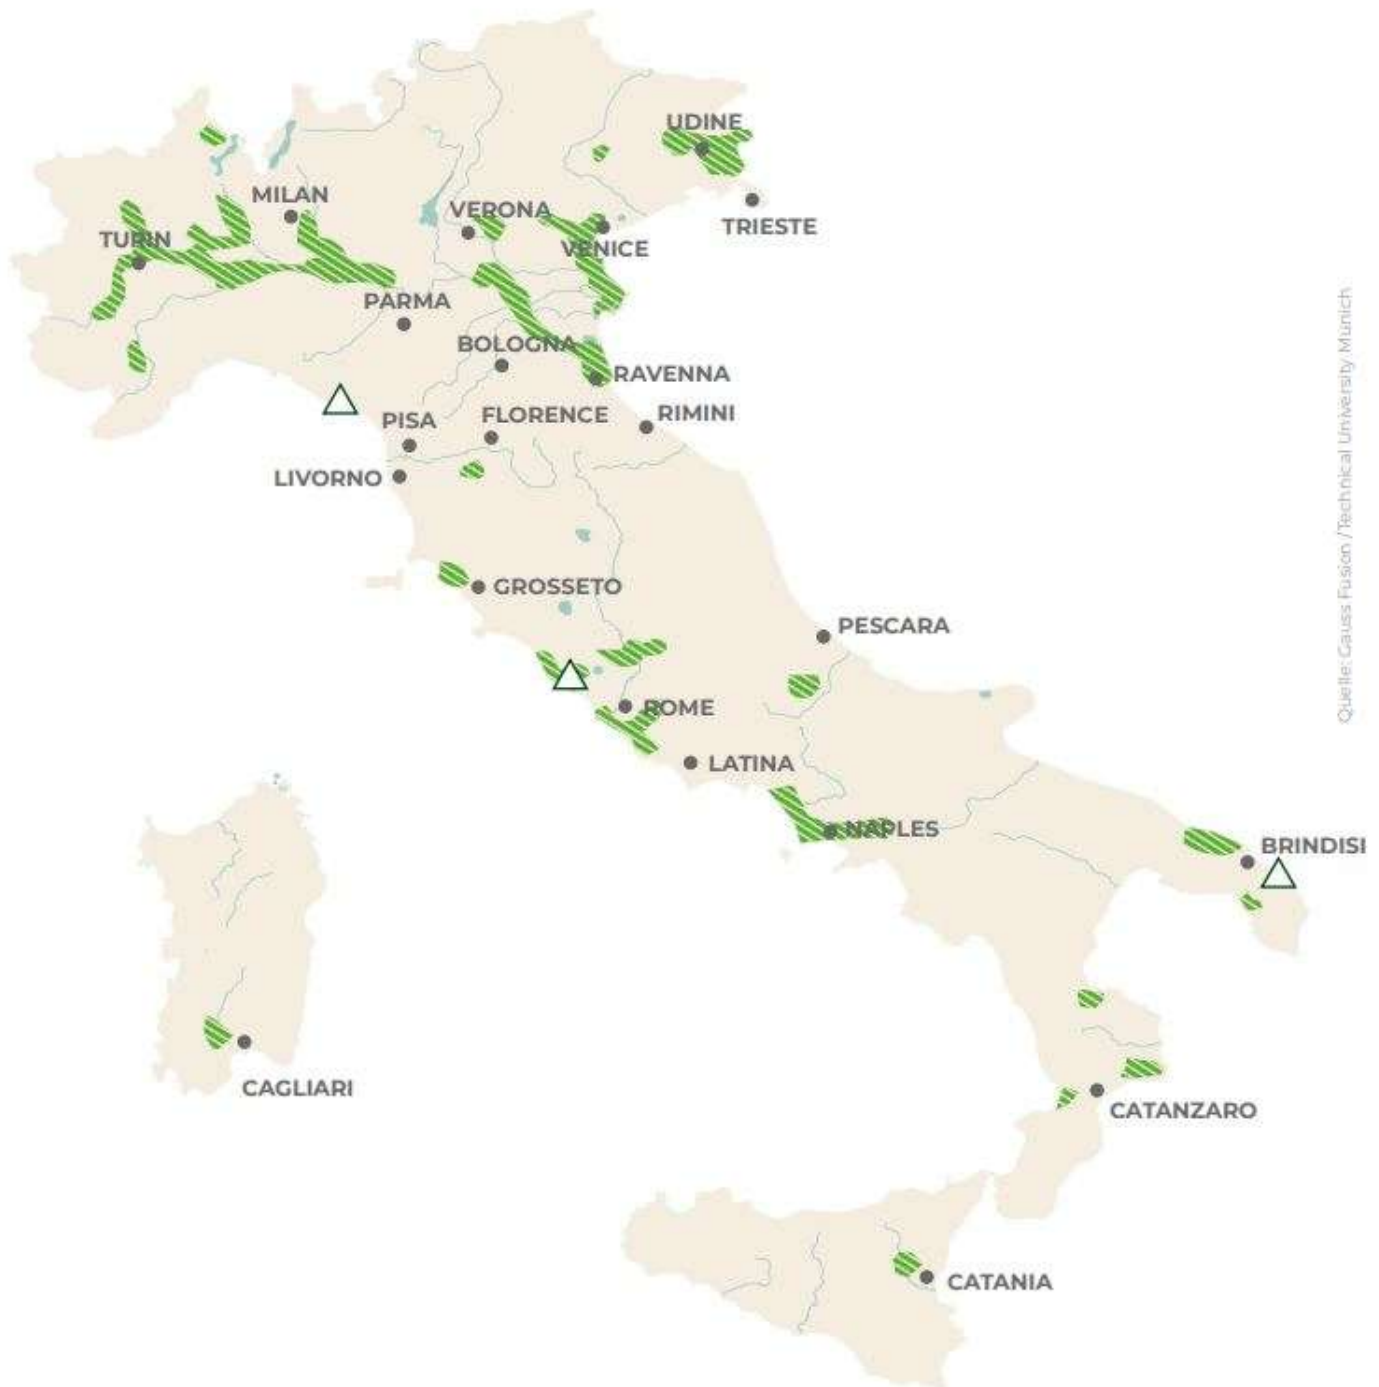 UDINE
MILAN
VERONA
TRIESTE
TURIN
VENICE
PARMA
BOLOGNA
RAVENNA
PISA
FLORENCE
RIMINI
LIVORNO
GROSSETO
PESCARA
ROME
LATINA
NAPLES
BRINDISI
CAGLIARI
CATANZARO
CATANIA
Quelle: Gauss Fusion /Technical University Munich